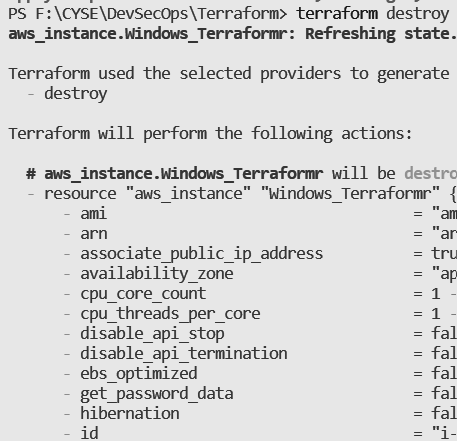 PS F:\CYSE\DevSecOps\Terraform> terraform destroy
aws_instance.Windows_Terraformr: Refreshing state.
Terraform used the selected providers to generate
- destroy
Terraform will perform the following actions:
# aws_instance.Windows_Terraformr will be destro
- resource "aws_instance" "Windows_Terraformr" {
- ami = "am
- arn = "ar
- associate_public_ip_address = tru
- availability_zone = "ap
- cpu_core_count = 1 -
- cpu_threads_per_core = 1 -
- disable_api_stop = fal
- disable_api_termination = fal
- ebs_optimized = fal
- get_password_data = fal
- hibernation = fal
- id = "i-